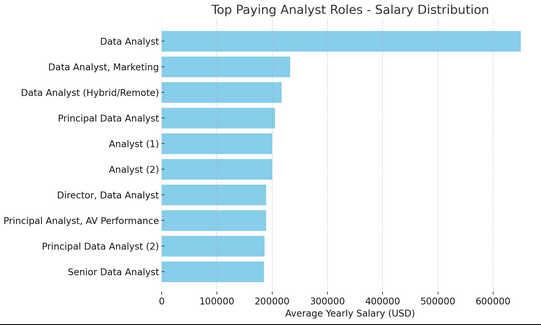 Top Paying Analyst Roles - Salary Distribution
Data Analyst
Data Analyst, Marketing
Data Analyst (Hybrid/Remote)
Principal Data Analyst
Analyst (1)
Analyst (2)
Director, Data Analyst
Principal Analyst, AV Performance
Principal Data Analyst (2)
Senior Data Analyst
0 100000 200000 300000 400000 500000 600000
Average Yearly Salary (USD)